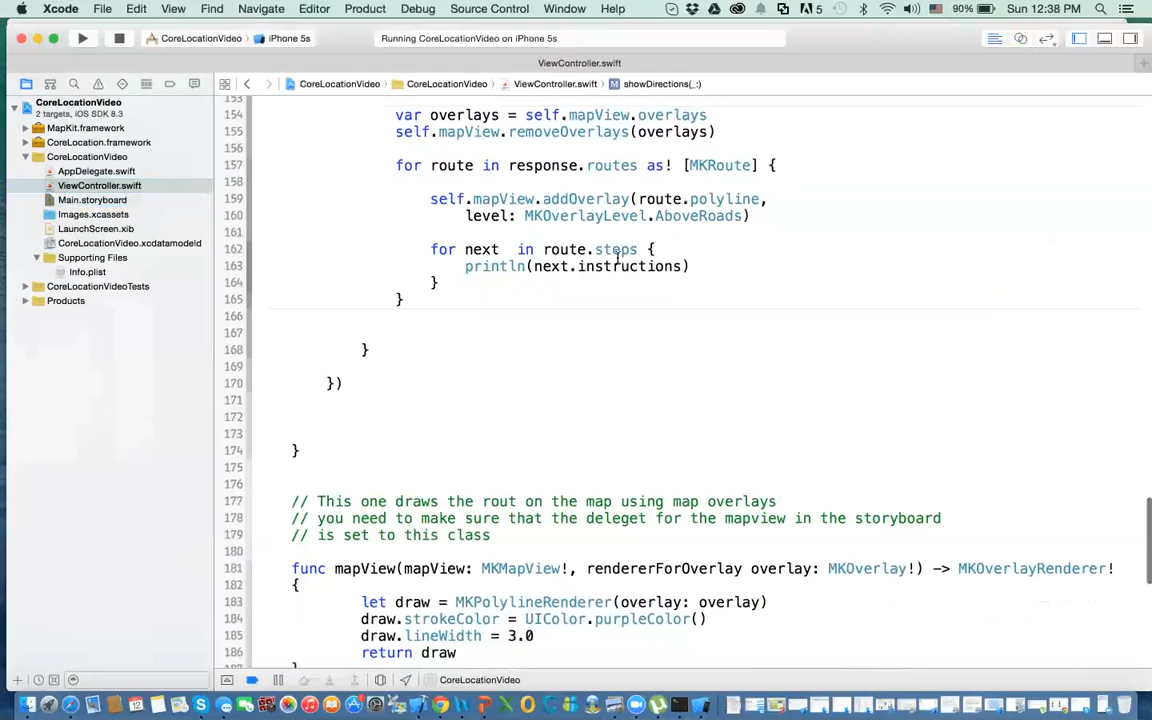 Xcode File Edit View Find Navigate Editor Product Debug Source Control Window Help 5 90% Sun 12:38 PM
CoreLocationVideo iPhone 5s Running CoreLocationVideo on iPhone 5s
ViewController.swift
CoreLocationVideo CoreLocationVideo ViewController.swift M showDirections(_:)
CoreLocationVideo
2 targets, iOS SDK 8.3
MapKit.framework
CoreLocation.framework
CoreLocationVideo
AppDelegate.swift
ViewController.swift
Main.storyboard
Images.xcassets
LaunchScreen.xib
CoreLocationVideo.xcdatamodeld
Supporting Files
Info.plist
CoreLocationVideoTests
Products
153
154 var overlays = self.mapView.overlays
155 self.mapView.removeOverlays(overlays)
156
157 for route in response.routes as! [MKRoute] {
158
159 self.mapView.addOverlay(route.polyline,
160 level: MKOverlayLevel.AboveRoads)
161
162 for next in route.steps {
163 println(next.instructions)
164 }
165 }
166
167
168 }
169
170 })
171
172
173
174 }
175
176
177 // This one draws the rout on the map using map overlays
178 // you need to make sure that the deleget for the mapview in the storyboard
179 // is set to this class
180
181 func mapView(mapView: MKMapView!, rendererForOverlay overlay: MKOverlay!) -> MKOverlayRenderer!
182 {
183 let draw = MKPolylineRenderer(overlay: overlay)
184 draw.strokeColor = UIColor.purpleColor()
185 draw.lineWidth = 3.0
186 return draw
187 }
CoreLocationVideo